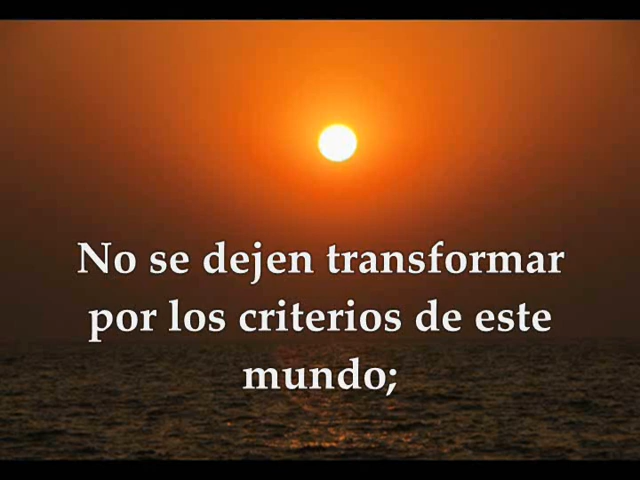 No se dejen transformar
por los criterios de este
mundo;